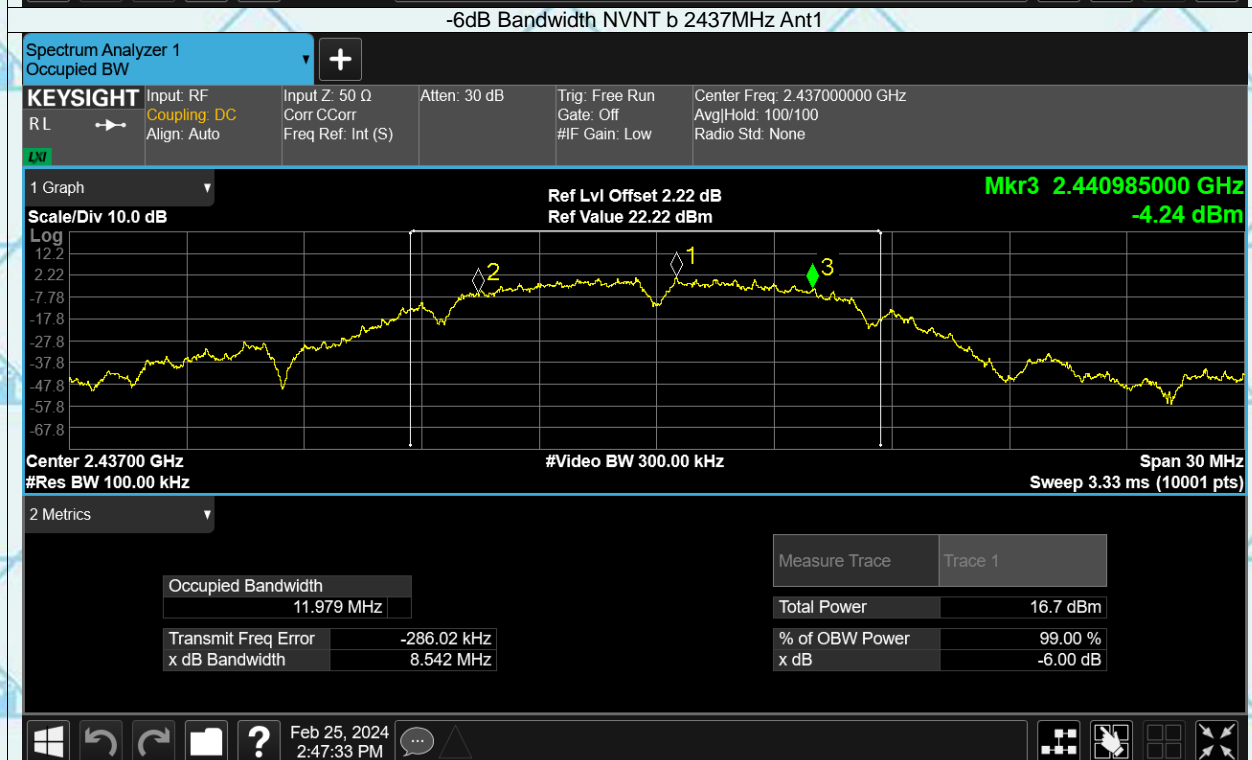 -6dB Bandwidth NVNT b 2437MHz Ant1
Spectrum Analyzer 1
Occupied BW
+
KEYSIGHT
RL
LXI
Input: RF
Coupling: DC
Align: Auto
Input Z: 50 Ω
Corr CCorr
Freq Ref: Int (S)
Atten: 30 dB
Trig: Free Run
Gate: Off
#IF Gain: Low
Center Freq: 2.437000000 GHz
Avg|Hold: 100/100
Radio Std: None
1 Graph
Scale/Div 10.0 dB
Ref Lvl Offset 2.22 dB
Ref Value 22.22 dBm
Mkr3 2.440985000 GHz
-4.24 dBm
Log
12.2
2.22
-7.78
-17.8
-27.8
-37.8
-47.8
-57.8
-67.8
2
1
3
Center 2.43700 GHz
#Video BW 300.00 kHz
Span 30 MHz
#Res BW 100.00 kHz
Sweep 3.33 ms (10001 pts)
2 Metrics
Measure Trace Trace 1
Occupied Bandwidth
11.979 MHz
Total Power 16.7 dBm
Transmit Freq Error -286.02 kHz
% of OBW Power 99.00 %
x dB Bandwidth 8.542 MHz
x dB -6.00 dB
?
Feb 25, 2024
2:47:33 PM